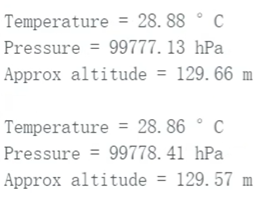 Temperature = 28.88 ° C
Pressure = 99777.13 hPa
Approx altitude = 129.66 m
Temperature = 28.86 ° C
Pressure = 99778.41 hPa
Approx altitude = 129.57 m